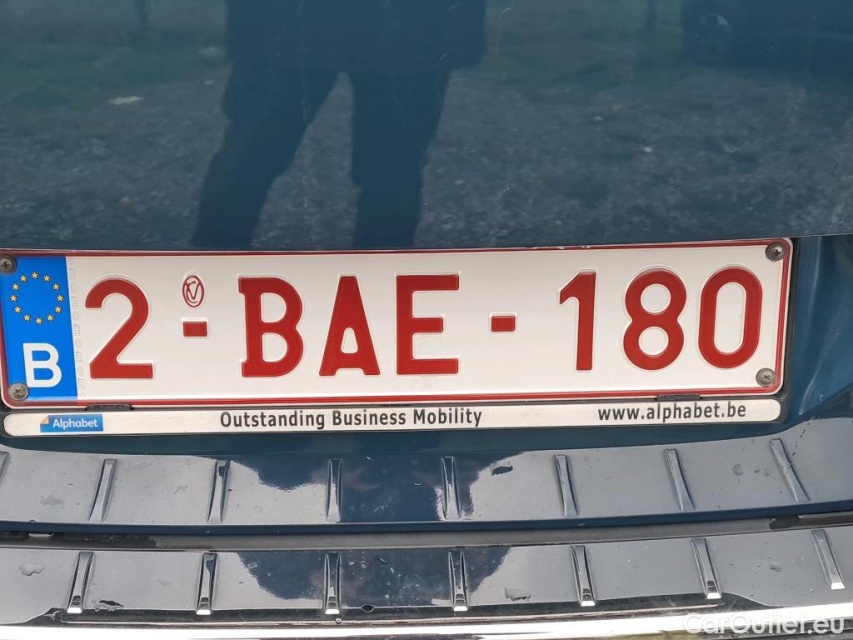 B 2-BAE-180
Alphabet Outstanding Business Mobility www.alphabet.be
CarOutlet.eu